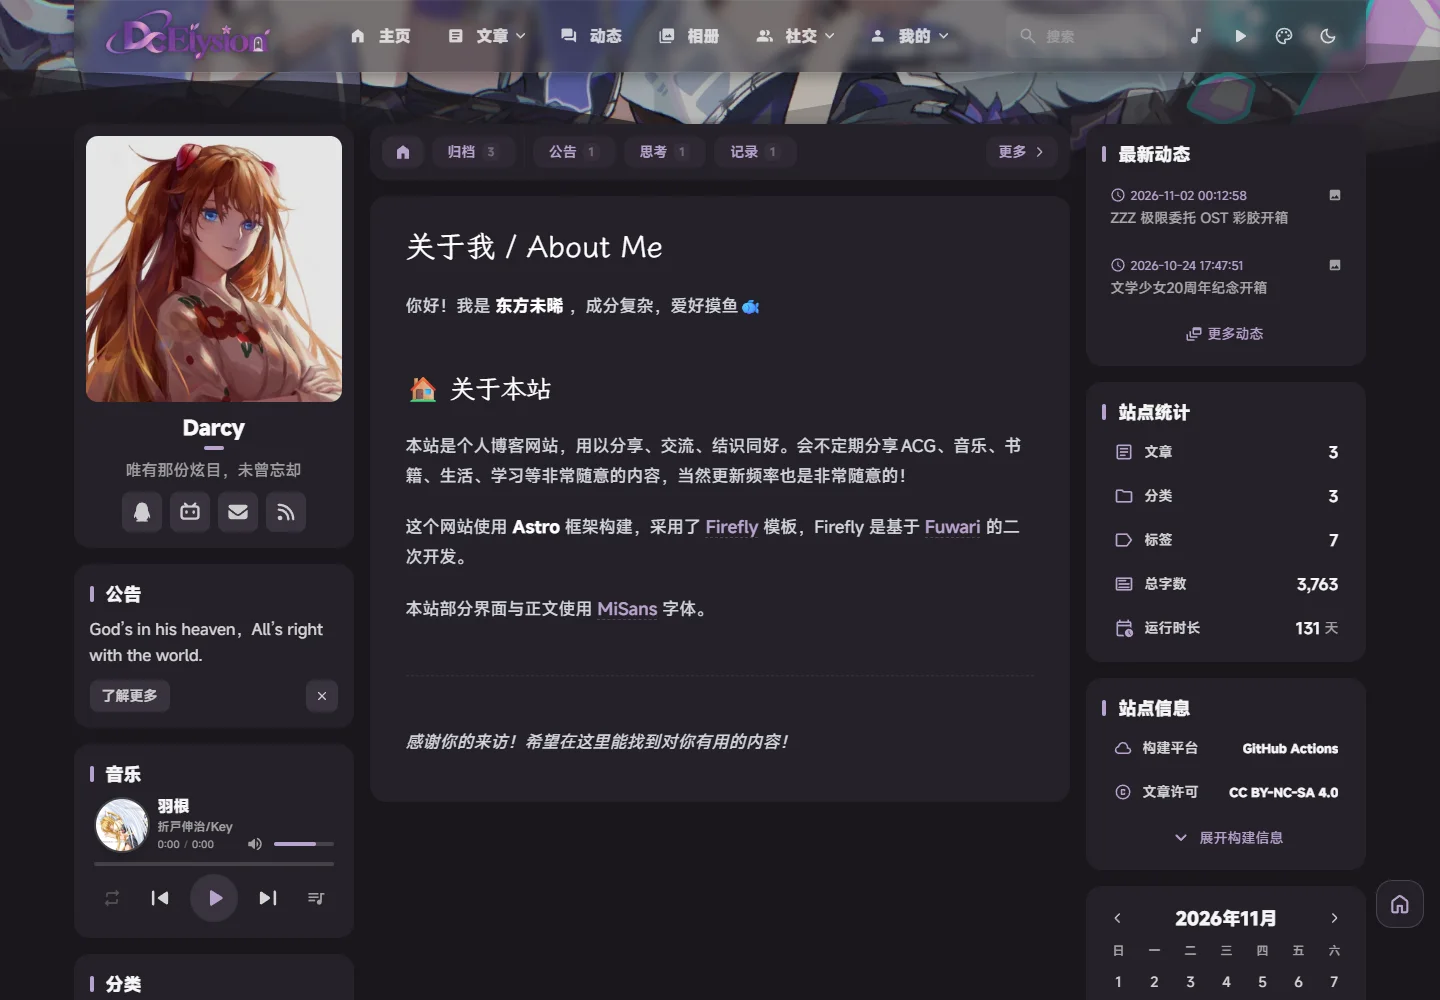 DcElysion
主页
文章
动态
相册
社交
我的
搜索
Darcy
唯有那份炫目，未曾忘却
公告
God's in his heaven，All's right
with the world.
了解更多
音乐
羽根
折戸伸治/Key
0:00 / 0:00
分类
归档 3
公告 1
思考 1
记录 1
更多
关于我 / About Me
你好！我是 东方未晞 ，成分复杂，爱好摸鱼🐟
🏠 关于本站
本站是个人博客网站，用以分享、交流、结识同好。会不定期分享ACG、音乐、书
籍、生活、学习等非常随意的内容，当然更新频率也是非常随意的！
这个网站使用 Astro 框架构建，采用了 Firefly 模板，Firefly 是基于 Fuwari 的二
次开发。
本站部分界面与正文使用 MiSans 字体。
感谢你的来访！希望在这里能找到对你有用的内容！
最新动态
2026-11-02 00:12:58
ZZZ 极限委托 OST 彩胶开箱
2026-10-24 17:47:51
文学少女20周年纪念开箱
更多动态
站点统计
文章 3
分类 3
标签 7
总字数 3,763
运行时长 131 天
站点信息
构建平台 GitHub Actions
文章许可 CC BY-NC-SA 4.0
展开构建信息
2026年11月
日 一 二 三 四 五 六
1 2 3 4 5 6 7